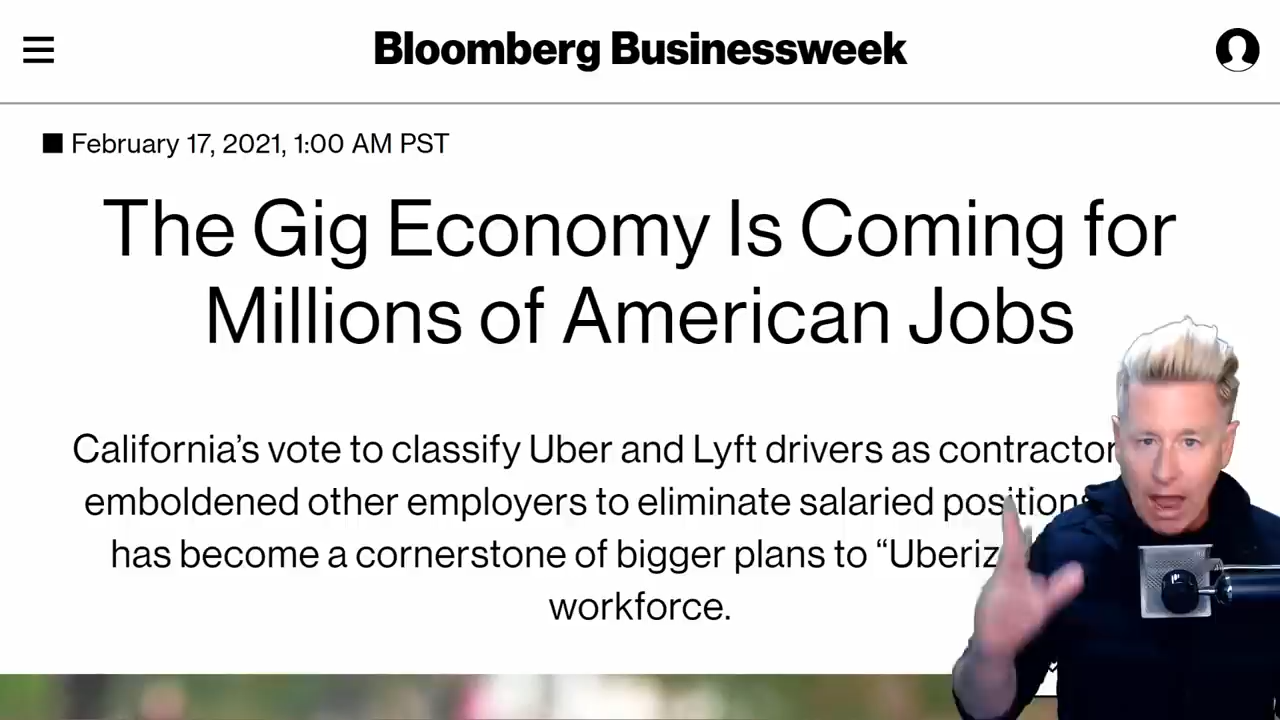 Bloomberg Businessweek
February 17, 2021, 1:00 AM PST
The Gig Economy Is Coming for
Millions of American Jobs
California's vote to classify Uber and Lyft drivers as contractor
emboldened other employers to eliminate salaried position
has become a cornerstone of bigger plans to “Uberiz
workforce.